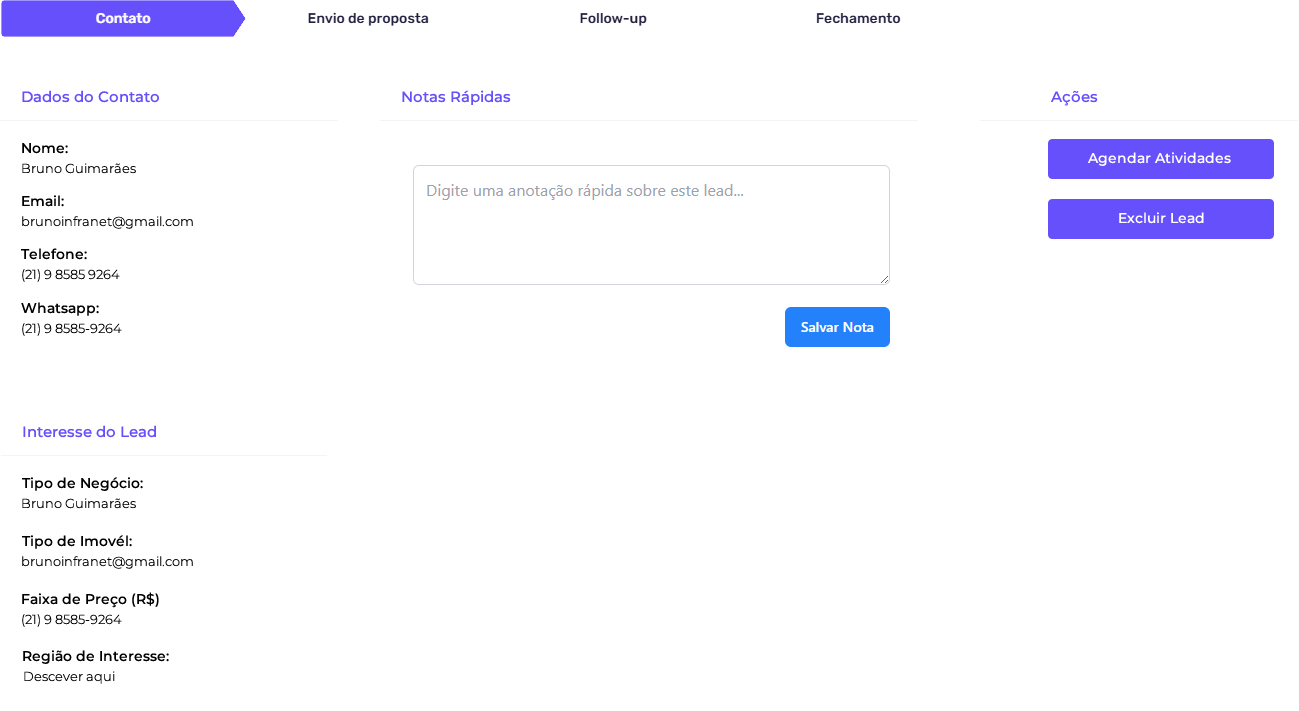 Contato
Envio de proposta
Follow-up
Fechamento
Dados do Contato
Nome:
Bruno Guimarães
Email:
brunoinfranet@gmail.com
Telefone:
(21) 9 8585 9264
Whatsapp:
(21) 9 8585-9264
Notas Rápidas
Digite uma anotação rápida sobre este lead...
Salvar Nota
Ações
Agendar Atividades
Excluir Lead
Interesse do Lead
Tipo de Negócio:
Bruno Guimarães
Tipo de Imovél:
brunoinfranet@gmail.com
Faixa de Preço (R$)
(21) 9 8585-9264
Região de Interesse:
Descever aqui